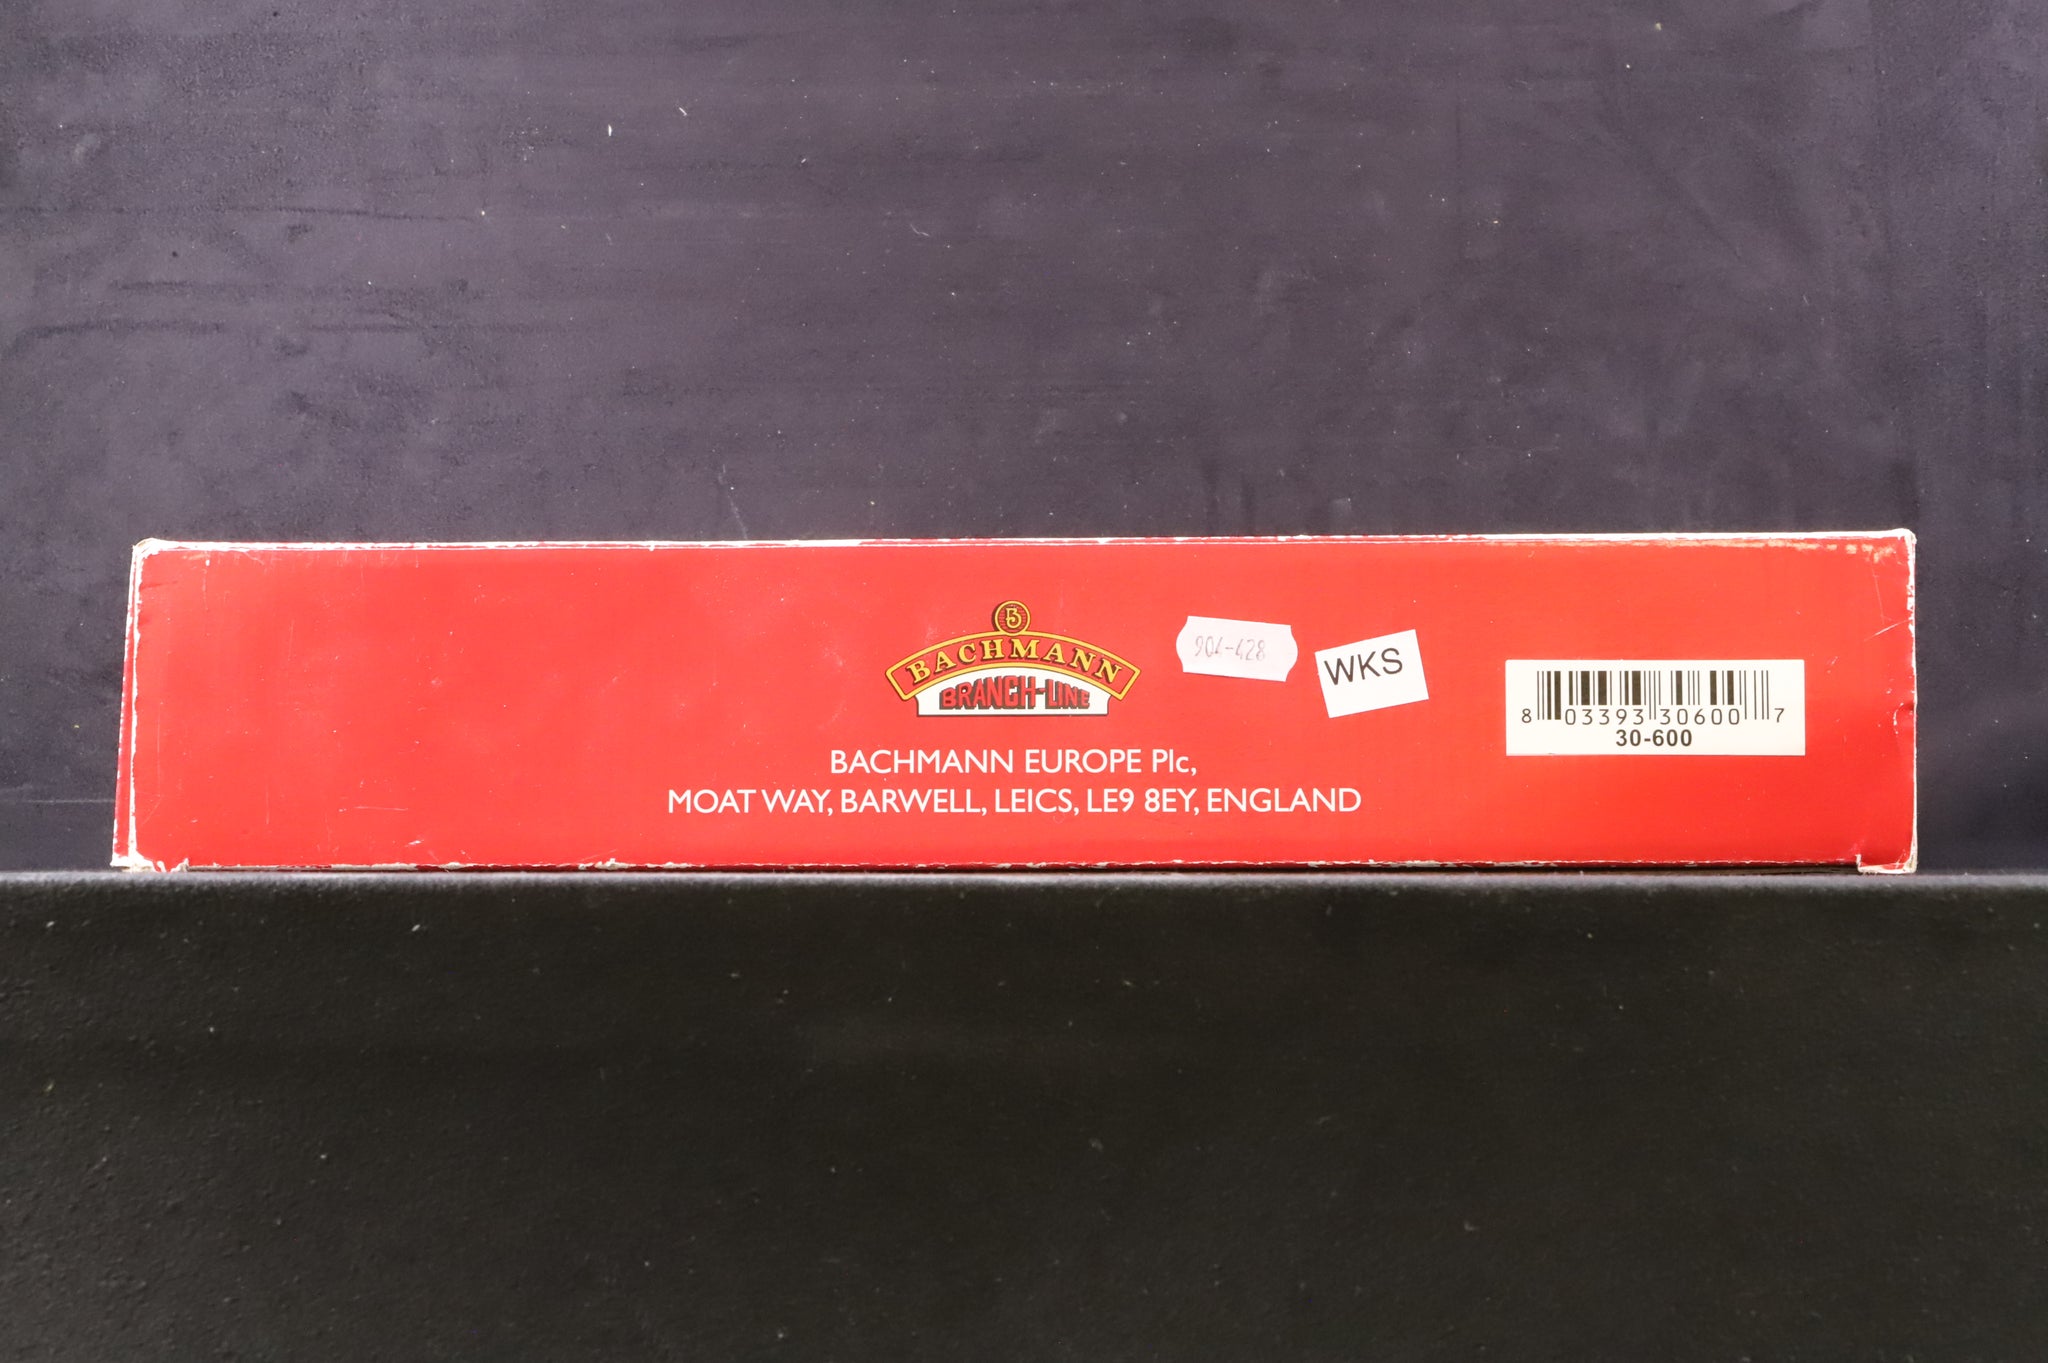 B
BACHMANN
BRANCH-LINE
904-428
WKS
8 03393 30600 7
30-600
BACHMANN EUROPE Plc,
MOAT WAY, BARWELL, LEICS, LE9 8EY, ENGLAND